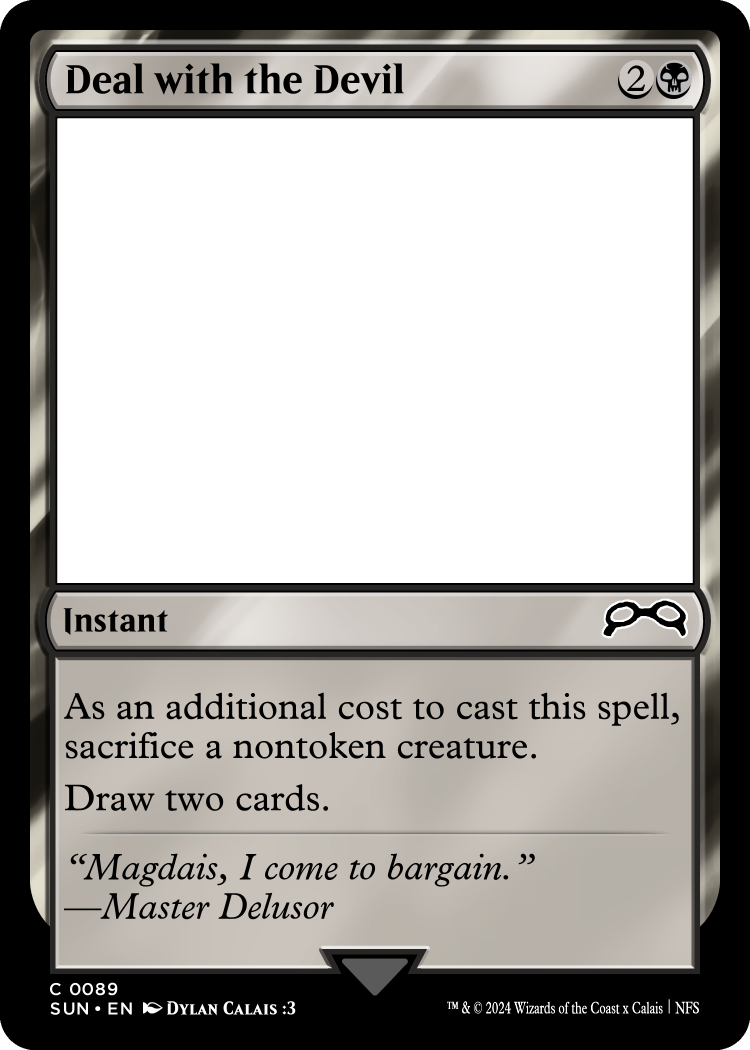 Deal with the Devil 2
Instant
As an additional cost to cast this spell,
sacrifice a nontoken creature.
Draw two cards.
“Magdais, I come to bargain.”
—Master Delusor
C 0089
SUN • EN Dylan Calais :3
™ & © 2024 Wizards of the Coast x Calais | NFS